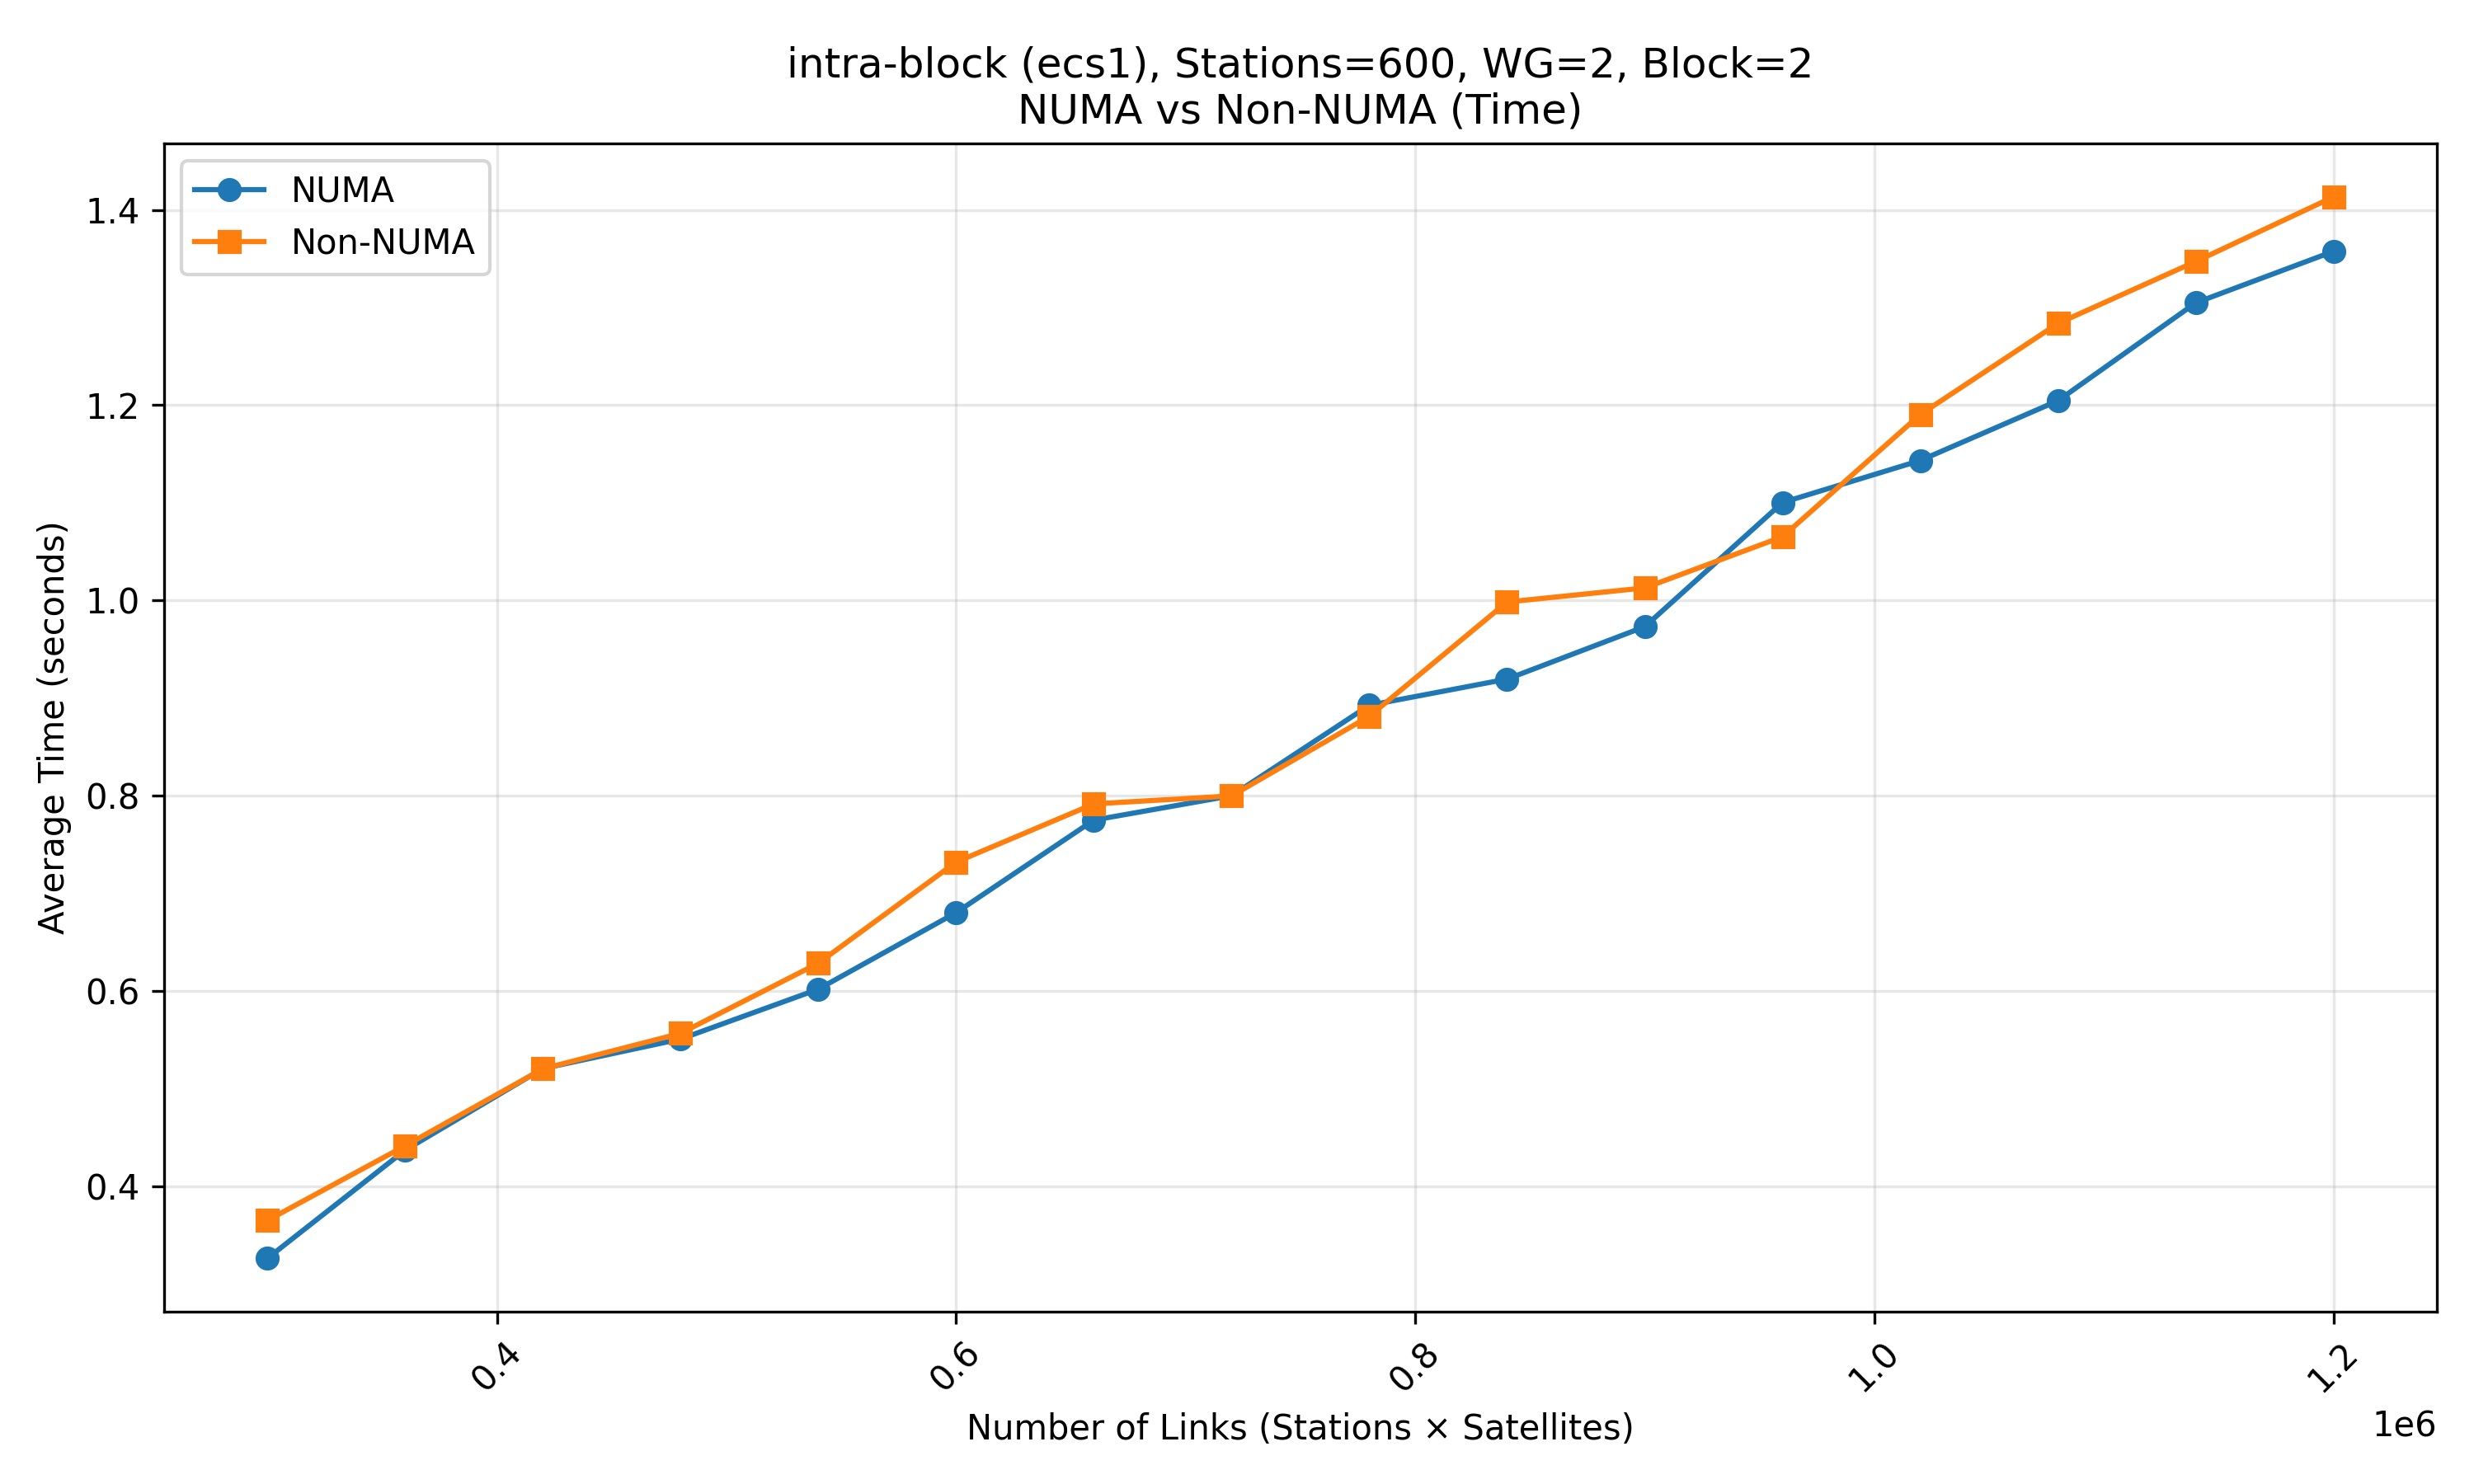 intra-block (ecs1), Stations=600, WG=2, Block=2
NUMA vs Non-NUMA (Time)
NUMA
Non-NUMA
Average Time (seconds)
1.4
1.2
1.0
0.8
0.6
0.4
0.4
0.6
0.8
1.0
1.2
1e6
Number of Links (Stations × Satellites)